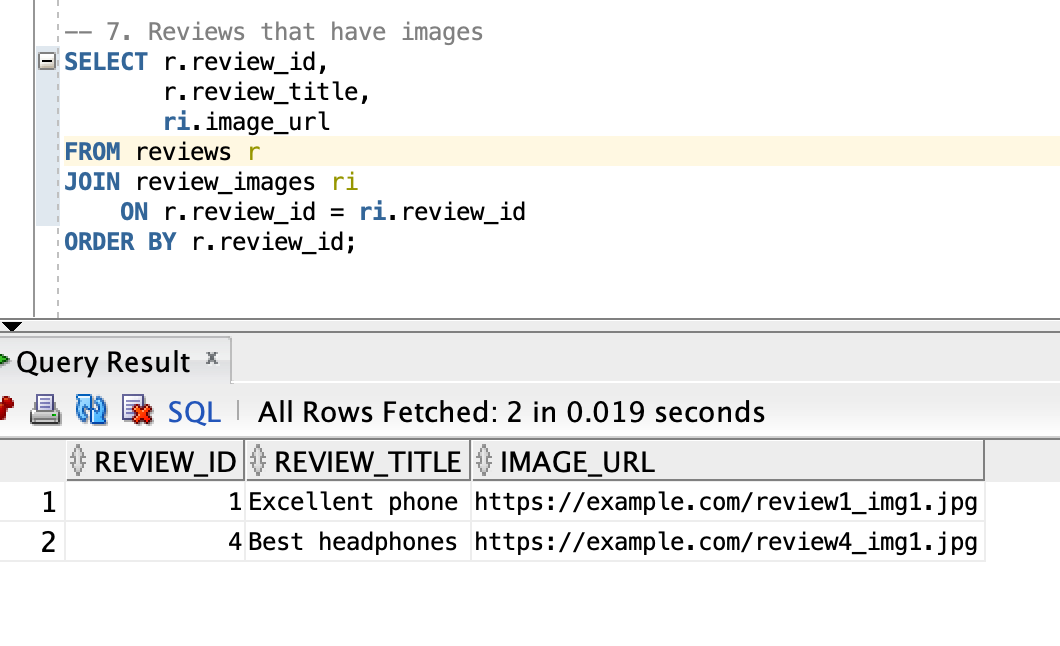 -- 7. Reviews that have images
SELECT r.review_id,
       r.review_title,
       ri.image_url
FROM reviews r
JOIN review_images ri
    ON r.review_id = ri.review_id
ORDER BY r.review_id;
Query Result x
SQL | All Rows Fetched: 2 in 0.019 seconds
REVIEW_ID REVIEW_TITLE IMAGE_URL
1 1 Excellent phone https://example.com/review1_img1.jpg
2 4 Best headphones https://example.com/review4_img1.jpg